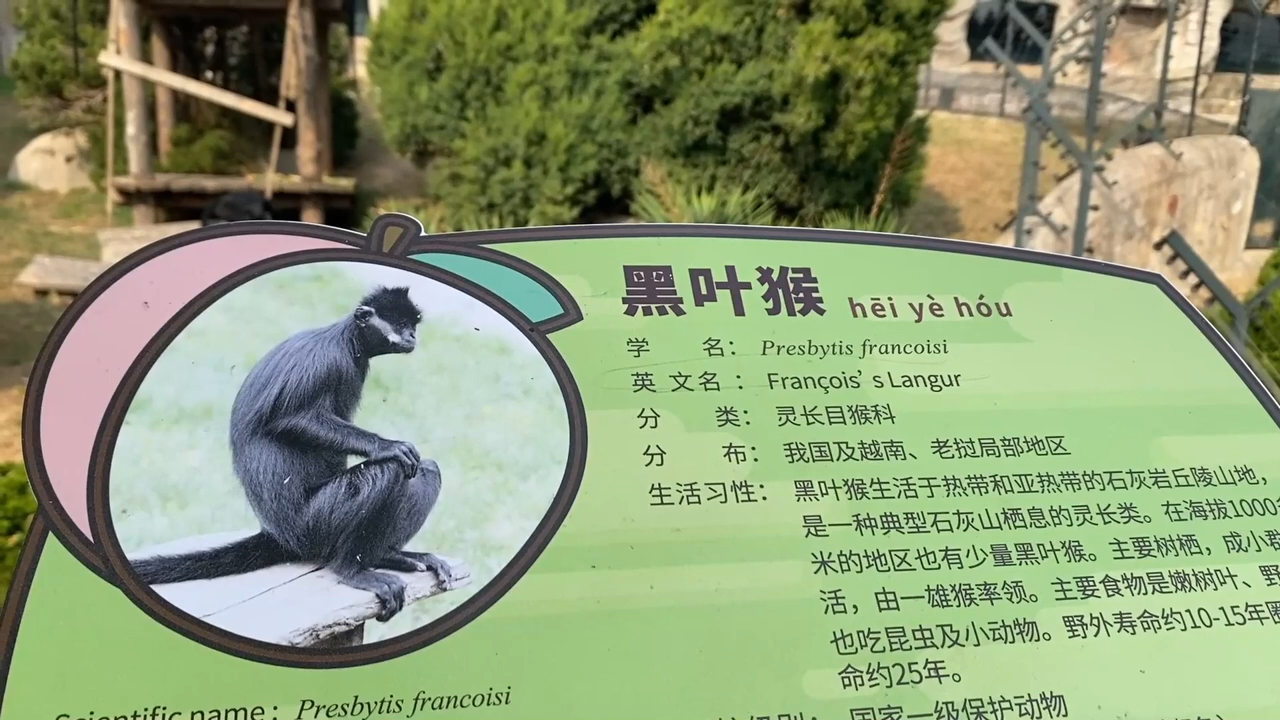 黑叶猴 hēi yè hóu
学 名：Presbytis francoisi
英文名：François’s Langur
分 类：灵长目猴科
分 布：我国及越南、老挝局部地区
生活习性：黑叶猴生活于热带和亚热带的石灰岩丘陵山地，
是一种典型石灰山栖息的灵长类。在海拔1000
米的地区也有少量黑叶猴。主要树栖，成小群
活，由一雄猴率领。主要食物是嫩树叶、野
也吃昆虫及小动物。野外寿命约10-15年
命约25年。
国家一级保护动物
Scientific name: Presbytis francoisi